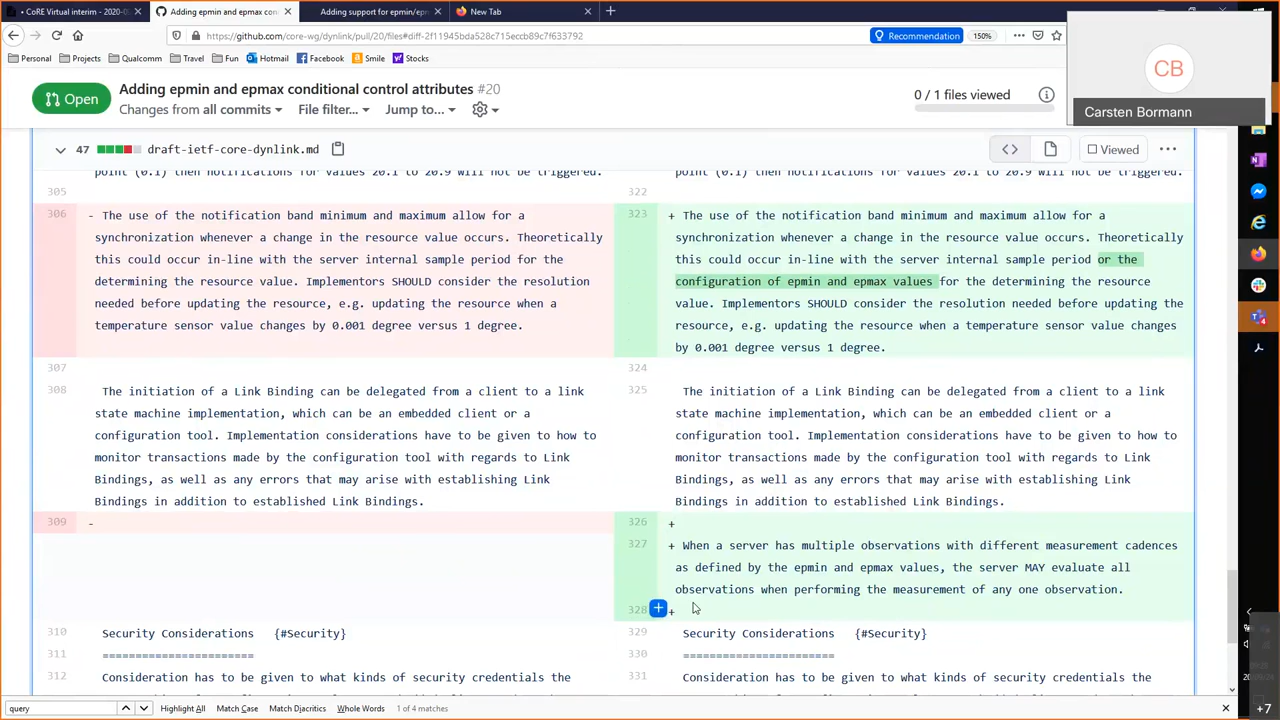 • CoRE Virtual interim - 2020-0
Adding epmin and epmax con
Adding support for epmin/ep
New Tab
https://github.com/core-wg/dynlink/pull/20/files#diff-2f11945bda528c715eccb89c7f633792
Recommendation
150%
Personal
Projects
Qualcomm
Travel
Fun
Hotmail
Facebook
Smile
Stocks
CB
Carsten Bormann
Open
Adding epmin and epmax conditional control attributes #20
Changes from all commits
File filter...
Jump to...
0 / 1 files viewed
47 draft-ietf-core-dynlink.md
Viewed
point (0.1) then notifications for values 20.1 to 20.9 will not be triggered.
305
306 - The use of the notification band minimum and maximum allow for a
synchronization whenever a change in the resource value occurs. Theoretically
this could occur in-line with the server internal sample period for the
determining the resource value. Implementors SHOULD consider the resolution
needed before updating the resource, e.g. updating the resource when a
temperature sensor value changes by 0.001 degree versus 1 degree.
307
308 The initiation of a Link Binding can be delegated from a client to a link
state machine implementation, which can be an embedded client or a
configuration tool. Implementation considerations have to be given to how to
monitor transactions made by the configuration tool with regards to Link
Bindings, as well as any errors that may arise with establishing Link
Bindings in addition to established Link Bindings.
309 -
310 Security Considerations {#Security}
311 =======================
312 Consideration has to be given to what kinds of security credentials the
point (0.1) then notifications for values 20.1 to 20.9 will not be triggered.
322
323 + The use of the notification band minimum and maximum allow for a
synchronization whenever a change in the resource value occurs. Theoretically
this could occur in-line with the server internal sample period or the
configuration of epmin and epmax values for the determining the resource
value. Implementors SHOULD consider the resolution needed before updating the
resource, e.g. updating the resource when a temperature sensor value changes
by 0.001 degree versus 1 degree.
324
325 The initiation of a Link Binding can be delegated from a client to a link
state machine implementation, which can be an embedded client or a
configuration tool. Implementation considerations have to be given to how to
monitor transactions made by the configuration tool with regards to Link
Bindings, as well as any errors that may arise with establishing Link
Bindings in addition to established Link Bindings.
326 +
327 + When a server has multiple observations with different measurement cadences
as defined by the epmin and epmax values, the server MAY evaluate all
observations when performing the measurement of any one observation.
328 +
329 Security Considerations {#Security}
330 =======================
331 Consideration has to be given to what kinds of security credentials the
query
Highlight All
Match Case
Match Diacritics
Whole Words
1 of 4 matches
+7